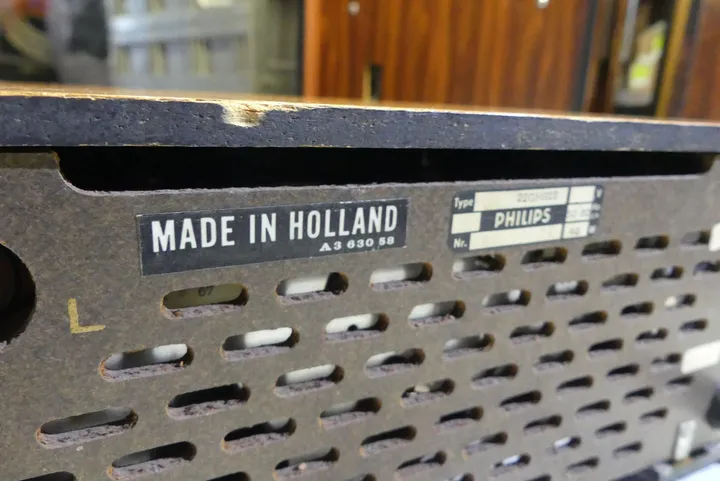 MADE IN HOLLAND
A3 630 58
Type
PHILIPS
Nr.